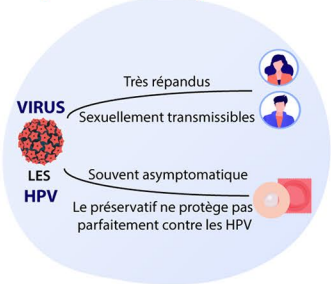 Très répandus
VIRUS
Sexuellement transmissibles
LES
HPV
Souvent asymptomatique
Le préservatif ne protège pas
parfaitement contre les HPV